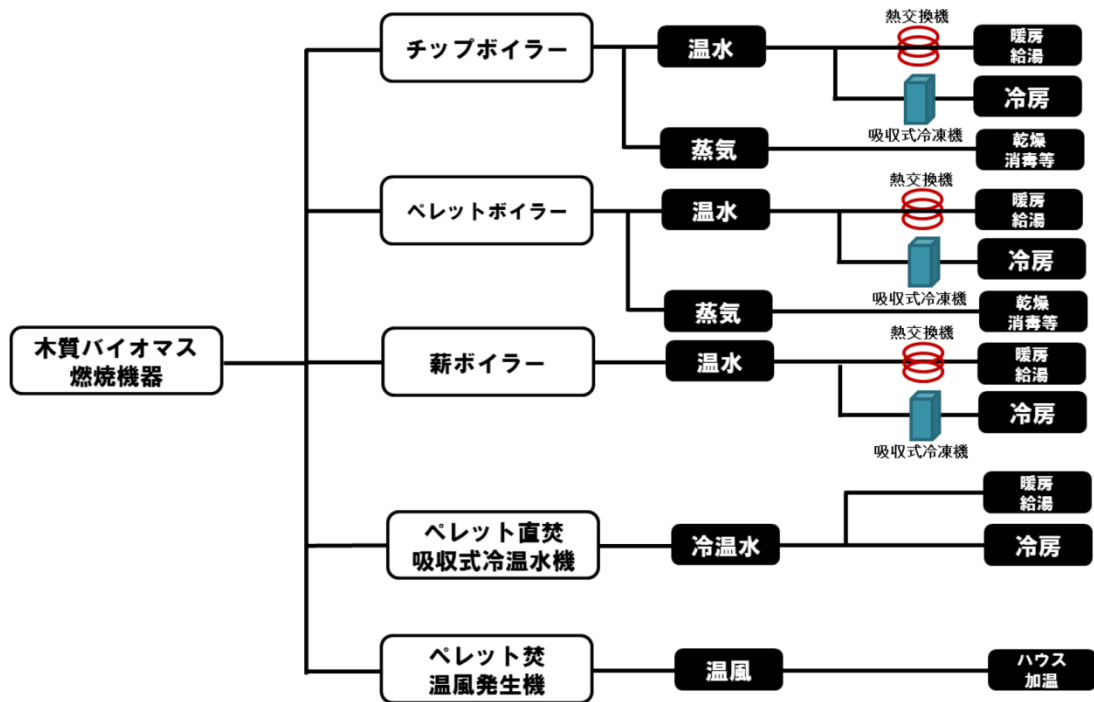 木質バイオマス
燃焼機器
チップボイラー
温水
熱交換機
暖房
給湯
吸収式冷凍機
冷房
蒸気
乾燥
消毒等
ペレットボイラー
温水
熱交換機
暖房
給湯
吸収式冷凍機
冷房
蒸気
乾燥
消毒等
薪ボイラー
温水
熱交換機
暖房
給湯
吸収式冷凍機
冷房
ペレット直焚
吸収式冷温水機
冷温水
暖房
給湯
冷房
ペレット焚
温風発生機
温風
ハウス
加温